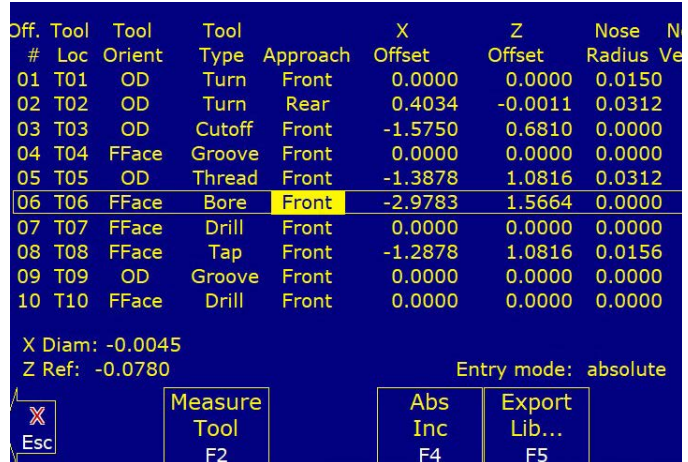 Off. Tool Tool Tool X Z Nose
# Loc Orient Type Approach Offset Offset Radius
01 T01 OD Turn Front 0.0000 0.0000 0.0150
02 T02 OD Turn Rear 0.4034 -0.0011 0.0312
03 T03 OD Cutoff Front -1.5750 0.6810 0.0000
04 T04 FFace Groove Front 0.0000 0.0000 0.0000
05 T05 OD Thread Front -1.3878 1.0816 0.0312
06 T06 FFace Bore Front -2.9783 1.5664 0.0000
07 T07 FFace Drill Front 0.0000 0.0000 0.0000
08 T08 FFace Tap Front -1.2878 1.0816 0.0156
09 T09 OD Groove Front 0.0000 0.0000 0.0000
10 T10 FFace Drill Front 0.0000 0.0000 0.0000
X Diam: -0.0045
Z Ref: -0.0780 Entry mode: absolute
X Measure Abs Export
Esc Tool Inc Lib...
F2 F4 F5